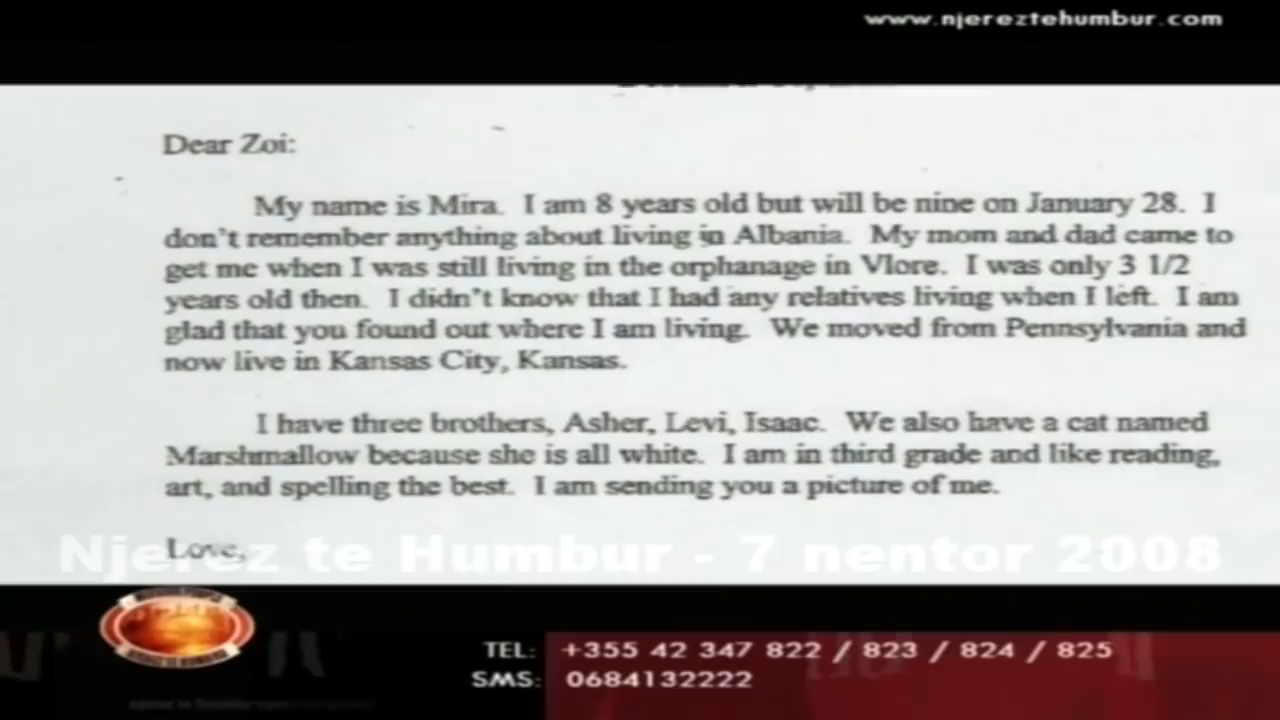 www.njereztehumbur.com
Dear Zoi:
My name is Mira. I am 8 years old but will be nine on January 28. I
don't remember anything about living in Albania. My mom and dad came to
get me when I was still living in the orphanage in Vlore. I was only 3 1/2
years old then. I didn't know that I had any relatives living when I left. I am
glad that you found out where I am living. We moved from Pennsylvania and
now live in Kansas City, Kansas.
I have three brothers, Asher, Levi, Isaac. We also have a cat named
Marshmallow because she is all white. I am in third grade and like reading,
art, and spelling the best. I am sending you a picture of me.
Love,
Njerez te Humbur - 7 nentor 2008
TEL: +355 42 347 822 / 823 / 824 / 825
SMS: 0684132222